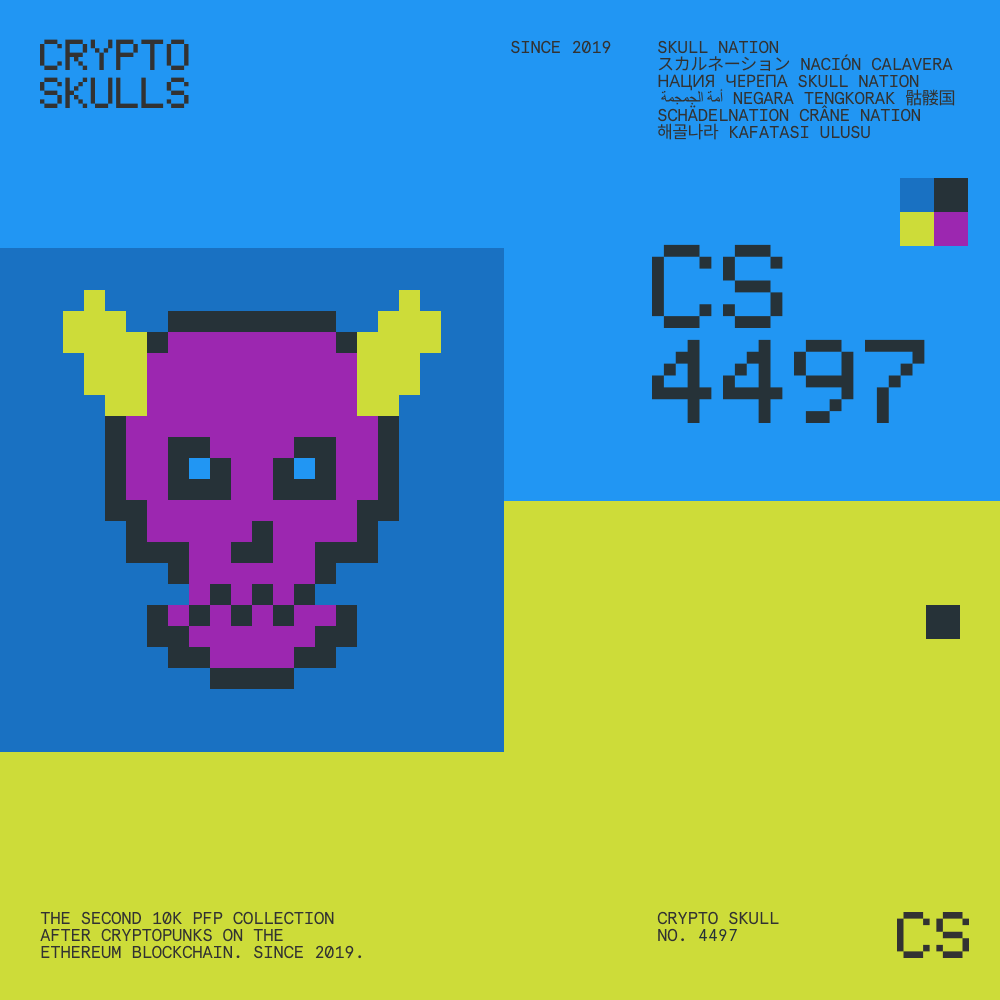 CRYPTO
SKULLS
SINCE 2019
SKULL NATION
スカルネーション NACIÓN CALAVERA
НАЦИЯ ЧЕРЕПА SKULL NATION
أمة الجمجمة NEGARA TENGKORAK 骷髅国
SCHÄDELNATION CRÂNE NATION
해골나라 KAFATASI ULUSU
CS
4497
THE SECOND 10K PFP COLLECTION
AFTER CRYPTOPUNKS ON THE
ETHEREUM BLOCKCHAIN. SINCE 2019.
CRYPTO SKULL
NO. 4497
CS